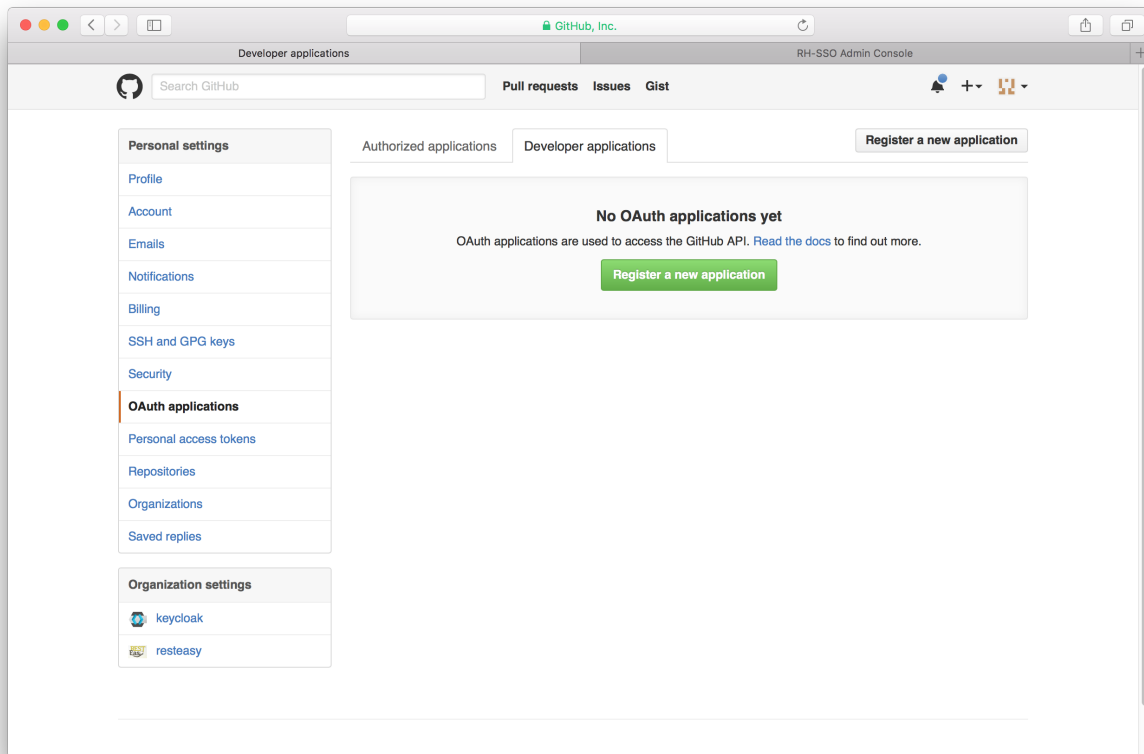 GitHub, Inc.
Developer applications
RH-SSO Admin Console
Search GitHub
Pull requests Issues Gist
Personal settings
Profile
Account
Emails
Notifications
Billing
SSH and GPG keys
Security
OAuth applications
Personal access tokens
Repositories
Organizations
Saved replies
Organization settings
keycloak
resteasy
Authorized applications
Developer applications
Register a new application
No OAuth applications yet
OAuth applications are used to access the GitHub API. Read the docs to find out more.
Register a new application